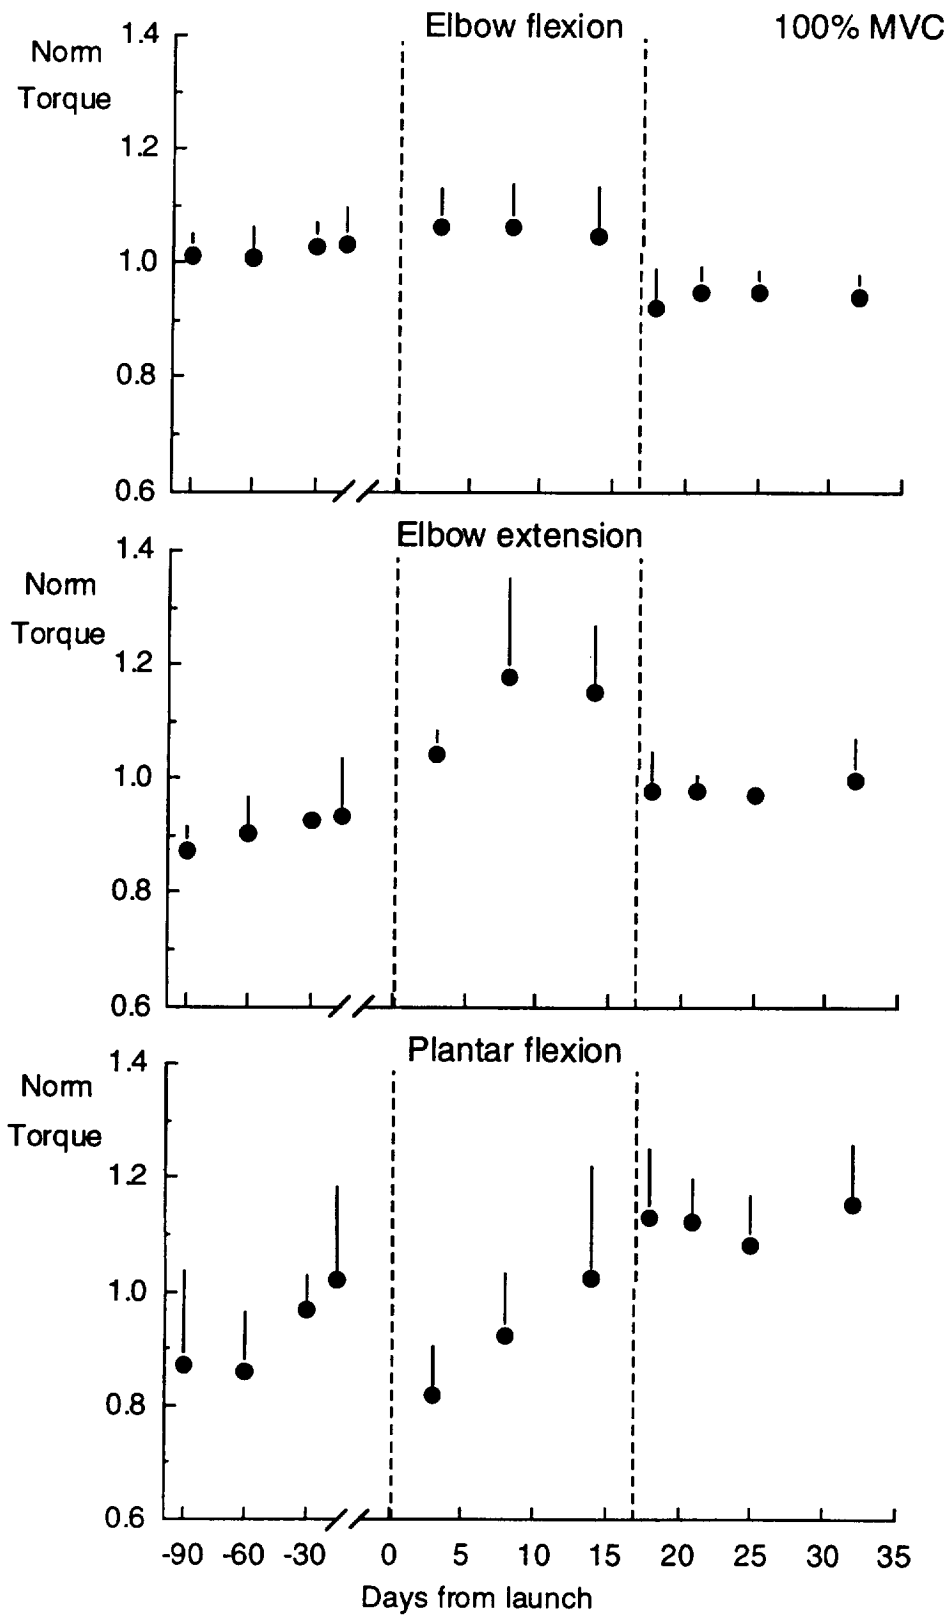 Elbow flexion 100% MVC
Norm
Torque
1.4
1.2
1.0
0.8
0.6
Elbow extension
Norm
Torque
1.4
1.2
1.0
0.8
0.6
Plantar flexion
Norm
Torque
1.4
1.2
1.0
0.8
0.6
-90 -60 -30 0 5 10 15 20 25 30 35
Days from launch